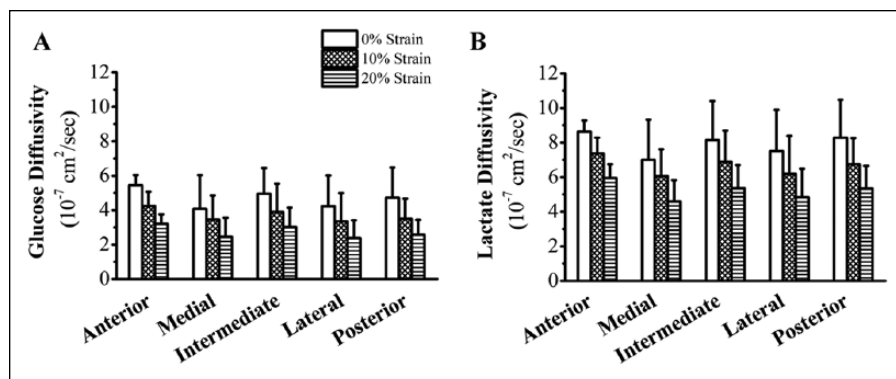 A
0% Strain
10% Strain
20% Strain
Glucose Diffusivity
(10⁻⁷ cm²/sec)
12
10
8
6
4
2
0
Anterior
Medial
Intermediate
Lateral
Posterior
B
Lactate Diffusivity
(10⁻⁷ cm²/sec)
12
10
8
6
4
2
0
Anterior
Medial
Intermediate
Lateral
Posterior